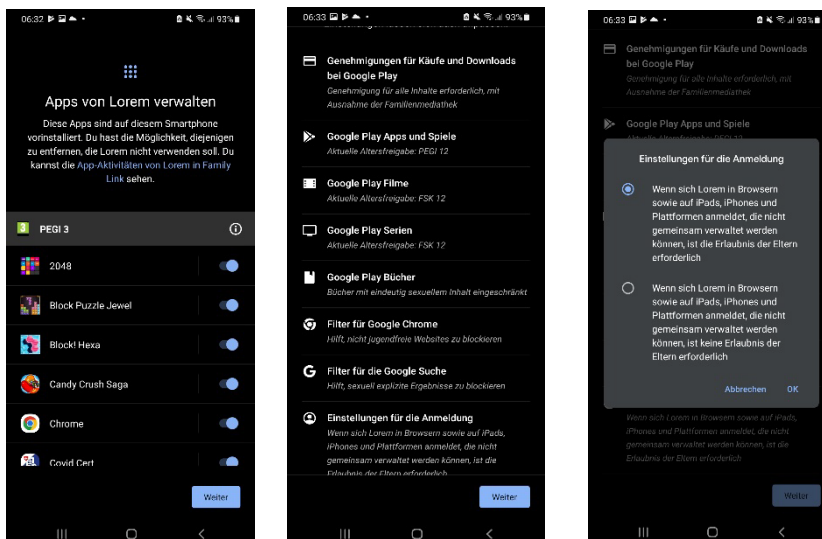 06:32
93%
Apps von Lorem verwalten
Diese Apps sind auf diesem Smartphone
vorinstalliert. Du hast die Möglichkeit, diejenigen
zu entfernen, die Lorem nicht verwenden soll. Du
kannst die App-Aktivitäten von Lorem in Family
Link sehen.
3 PEGI 3
2048
Block Puzzle Jewel
Block! Hexa
Candy Crush Saga
Chrome
Covid Cert
Weiter
06:33
93%
Genehmigungen für Käufe und Downloads
bei Google Play
Genehmigung für alle Inhalte erforderlich, mit
Ausnahme der Familienmediathek
Google Play Apps und Spiele
Aktuelle Altersfreigabe: PEGI 12
Google Play Filme
Aktuelle Altersfreigabe: FSK 12
Google Play Serien
Aktuelle Altersfreigabe: FSK 12
Google Play Bücher
Bücher mit eindeutig sexuellem Inhalt eingeschränkt
Filter für Google Chrome
Hilft, nicht jugendfreie Websites zu blockieren
Filter für die Google Suche
Hilft, sexuell explizite Ergebnisse zu blockieren
Einstellungen für die Anmeldung
Wenn sich Lorem in Browsern sowie auf iPads,
iPhones und Plattformen anmeldet, die nicht
gemeinsam verwaltet werden können, ist die
Erlaubnis der Eltern erforderlich
Weiter
06:33
93%
Genehmigungen für Käufe und Downloads
bei Google Play
Genehmigung für alle Inhalte erforderlich, mit
Ausnahme der Familienmediathek
Google Play Apps und Spiele
Aktuelle Altersfreigabe: PEGI 12
Einstellungen für die Anmeldung
Wenn sich Lorem in Browsern
sowie auf iPads, iPhones und
Plattformen anmeldet, die nicht
gemeinsam verwaltet werden
können, ist die Erlaubnis der Eltern
erforderlich
Wenn sich Lorem in Browsern
sowie auf iPads, iPhones und
Plattformen anmeldet, die nicht
gemeinsam verwaltet werden
können, ist keine Erlaubnis der
Eltern erforderlich
Abbrechen OK
Wenn sich Lorem in Browsern sowie auf iPads,
iPhones und Plattformen anmeldet, die nicht
gemeinsam verwaltet werden können, ist die
Erlaubnis der Eltern erforderlich
Weiter